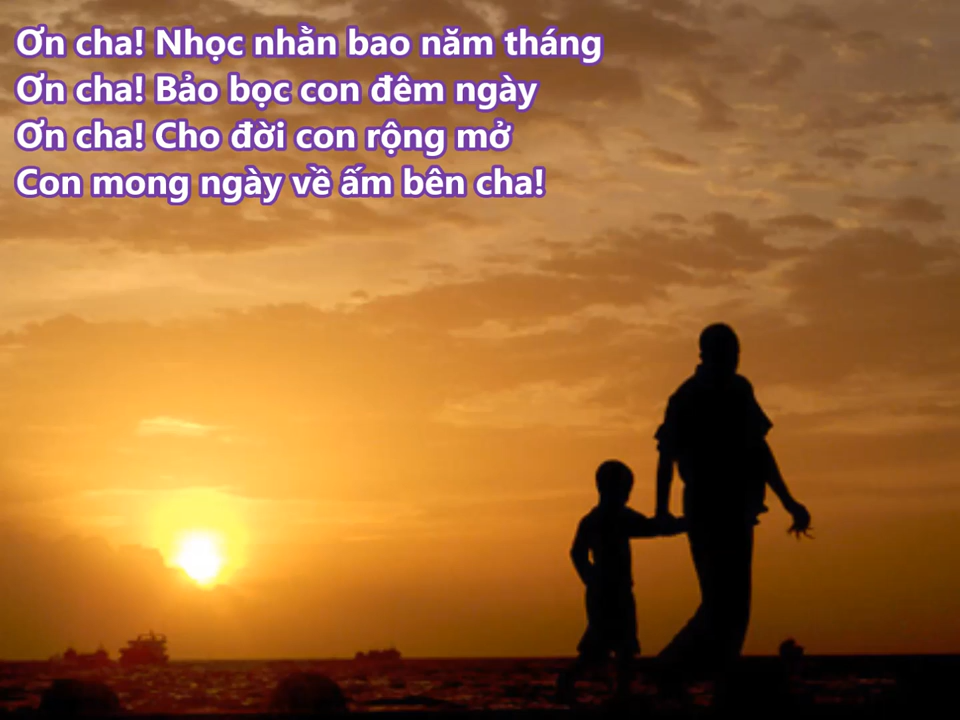 Ơn cha! Nhọc nhằn bao năm tháng
Ơn cha! Bảo bọc con đêm ngày
Ơn cha! Cho đời con rộng mở
Con mong ngày về ấm bên cha!